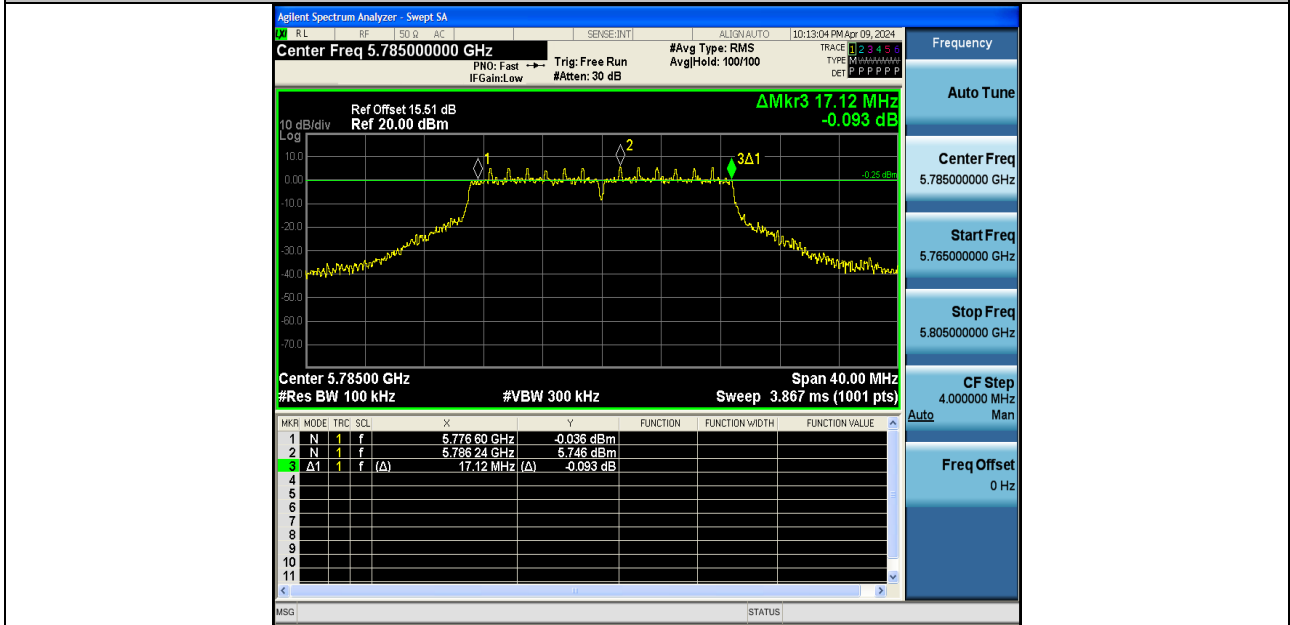 Agilent Spectrum Analyzer - Swept SA
LXI RL RF 50 Ω AC SENSE:INT ALIGN AUTO 10:13:04 PM Apr 09, 2024
Center Freq 5.785000000 GHz
#Avg Type: RMS
TRACE 1 2 3 4 5 6
PNO: Fast Trig: Free Run Avg|Hold: 100/100
TYPE M
IFGain:Low #Atten: 30 dB
DET P P P P P P
Frequency
ΔMkr3 17.12 MHz
-0.093 dB
Ref Offset 15.51 dB
10 dB/div Ref 20.00 dBm
Log
10.0
0.00
-10.0
-20.0
-30.0
-40.0
-50.0
-60.0
-70.0
1
2
3Δ1
-0.25 dBm
Center 5.78500 GHz Span 40.00 MHz
#Res BW 100 kHz #VBW 300 kHz Sweep 3.867 ms (1001 pts)
MKR MODE TRC SCL X Y FUNCTION FUNCTION WIDTH FUNCTION VALUE
1 N 1 f 5.776 60 GHz -0.036 dBm
2 N 1 f 5.786 24 GHz 5.746 dBm
3 Δ1 1 f (Δ) 17.12 MHz (Δ) -0.093 dB
4
5
6
7
8
9
10
11
MSG STATUS
Auto Tune
Center Freq
5.785000000 GHz
Start Freq
5.765000000 GHz
Stop Freq
5.805000000 GHz
CF Step
4.000000 MHz
Auto Man
Freq Offset
0 Hz